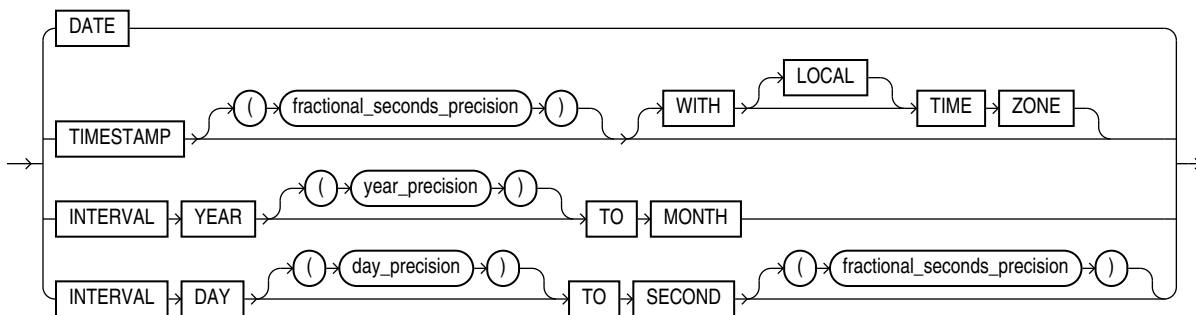 DATE
TIMESTAMP ( fractional_seconds_precision ) WITH LOCAL TIME ZONE
INTERVAL YEAR ( year_precision ) TO MONTH
INTERVAL DAY ( day_precision ) TO SECOND ( fractional_seconds_precision )